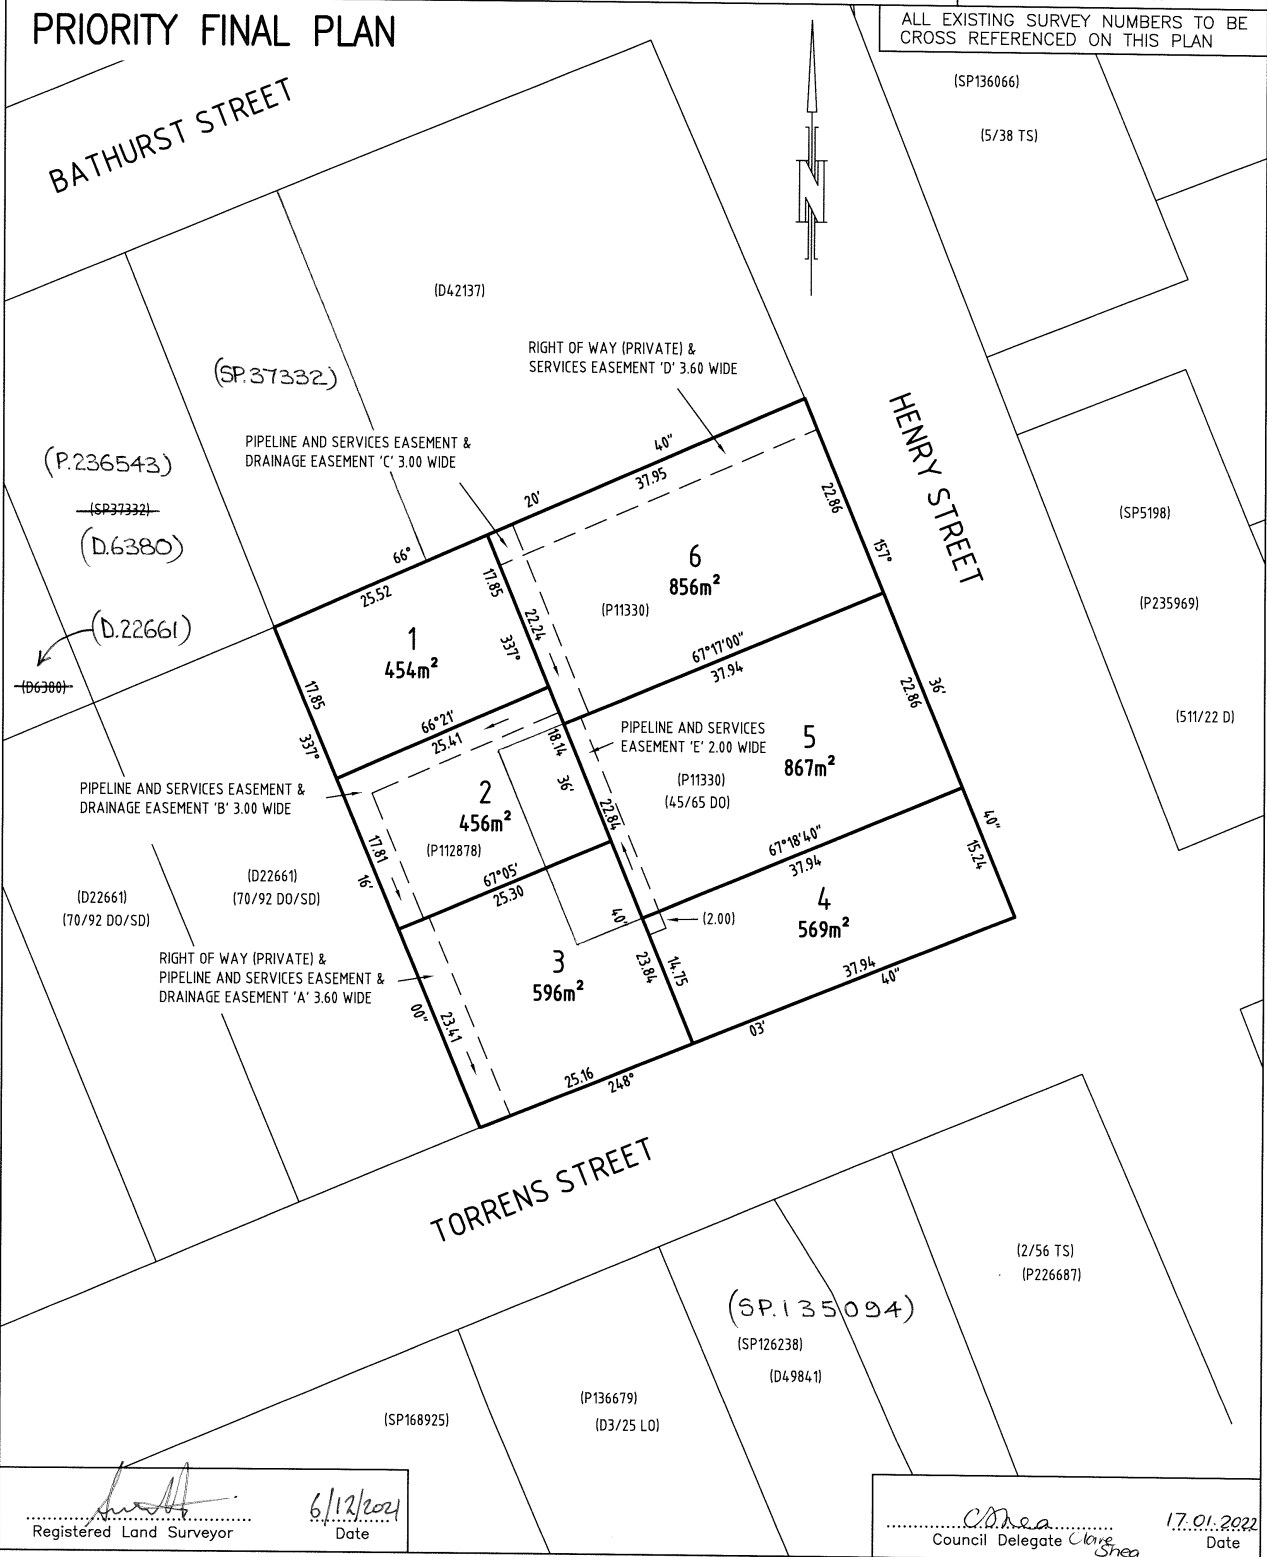 PRIORITY FINAL PLAN
ALL EXISTING SURVEY NUMBERS TO BE
CROSS REFERENCED ON THIS PLAN
BATHURST STREET
(SP136066)
(5/38 TS)
(D42137)
(SP.37332)
RIGHT OF WAY (PRIVATE) &
SERVICES EASEMENT 'D' 3.60 WIDE
HENRY STREET
PIPELINE AND SERVICES EASEMENT &
DRAINAGE EASEMENT 'C' 3.00 WIDE
(P.236543)
(SP37332)
(D.6380)
(D.22661)
(D6380)
40"
37.95
20'
66°
25.52
22.86
157°
(SP5198)
(P235969)
(511/22 D)
6
856m²
(P11330)
17.85
22.24
337°
1
454m²
67°17'00"
37.94
17.85
337°
66°21'
25.41
22.86
36'
PIPELINE AND SERVICES
EASEMENT 'E' 2.00 WIDE
5
867m²
(P11330)
(45/65 DO)
18.14
36'
22.84
PIPELINE AND SERVICES EASEMENT &
DRAINAGE EASEMENT 'B' 3.00 WIDE
2
456m²
(P112878)
17.81
16'
67°05'
25.30
67°18'40"
37.94
40"
15.24
(D22661)
(70/92 DO/SD)
(D22661)
(70/92 DO/SD)
4
569m²
40"
(2.00)
23.84
14.75
37.94
40"
03'
RIGHT OF WAY (PRIVATE) &
PIPELINE AND SERVICES EASEMENT &
DRAINAGE EASEMENT 'A' 3.60 WIDE
3
596m²
00"
23.41
25.16
248°
TORRENS STREET
(2/56 TS)
(P226687)
(SP.135094)
(SP126238)
(D49841)
(P136679)
(D3/25 LO)
(SP168925)
6/12/2021
Registered Land Surveyor
Date
C Shea
17.01.2022
Council Delegate Claire Shea
Date